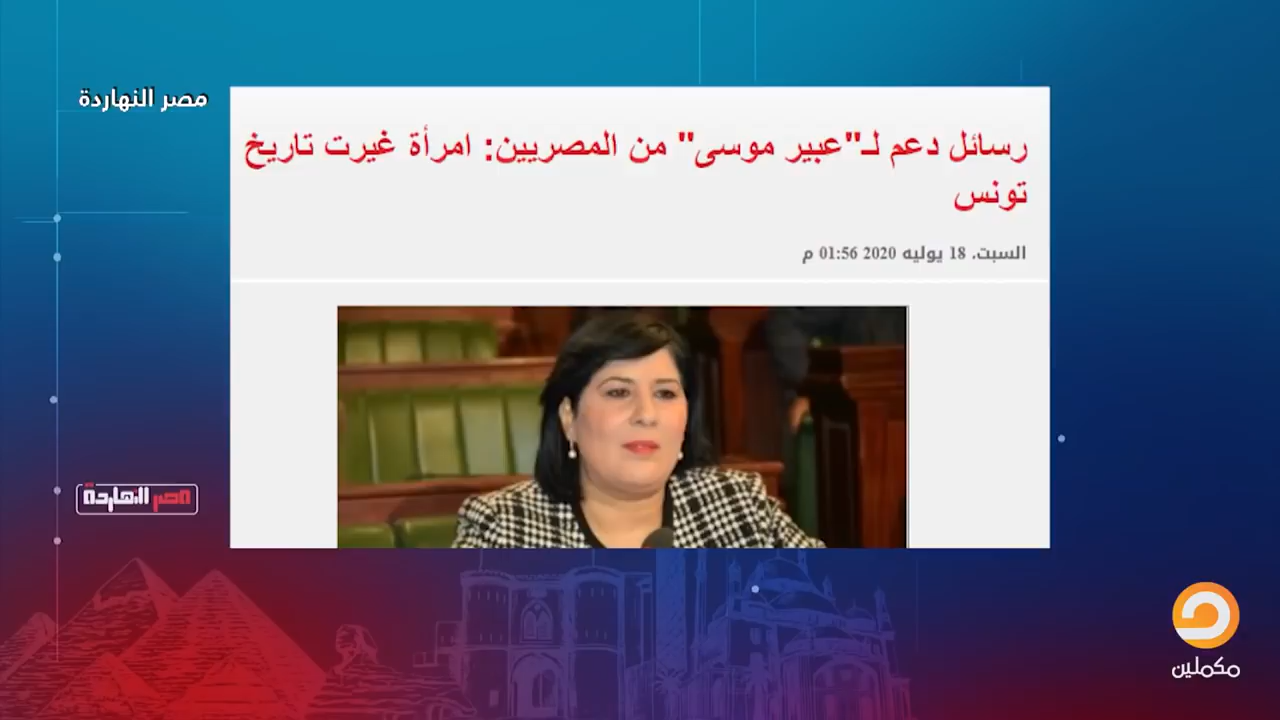 مصر النهاردة
رسائل دعم لـ"عبير موسى" من المصريين: امرأة غيرت تاريخ
تونس
السبت، 18 يوليه 2020 01:56 م
مصر النهاردة
مكملين